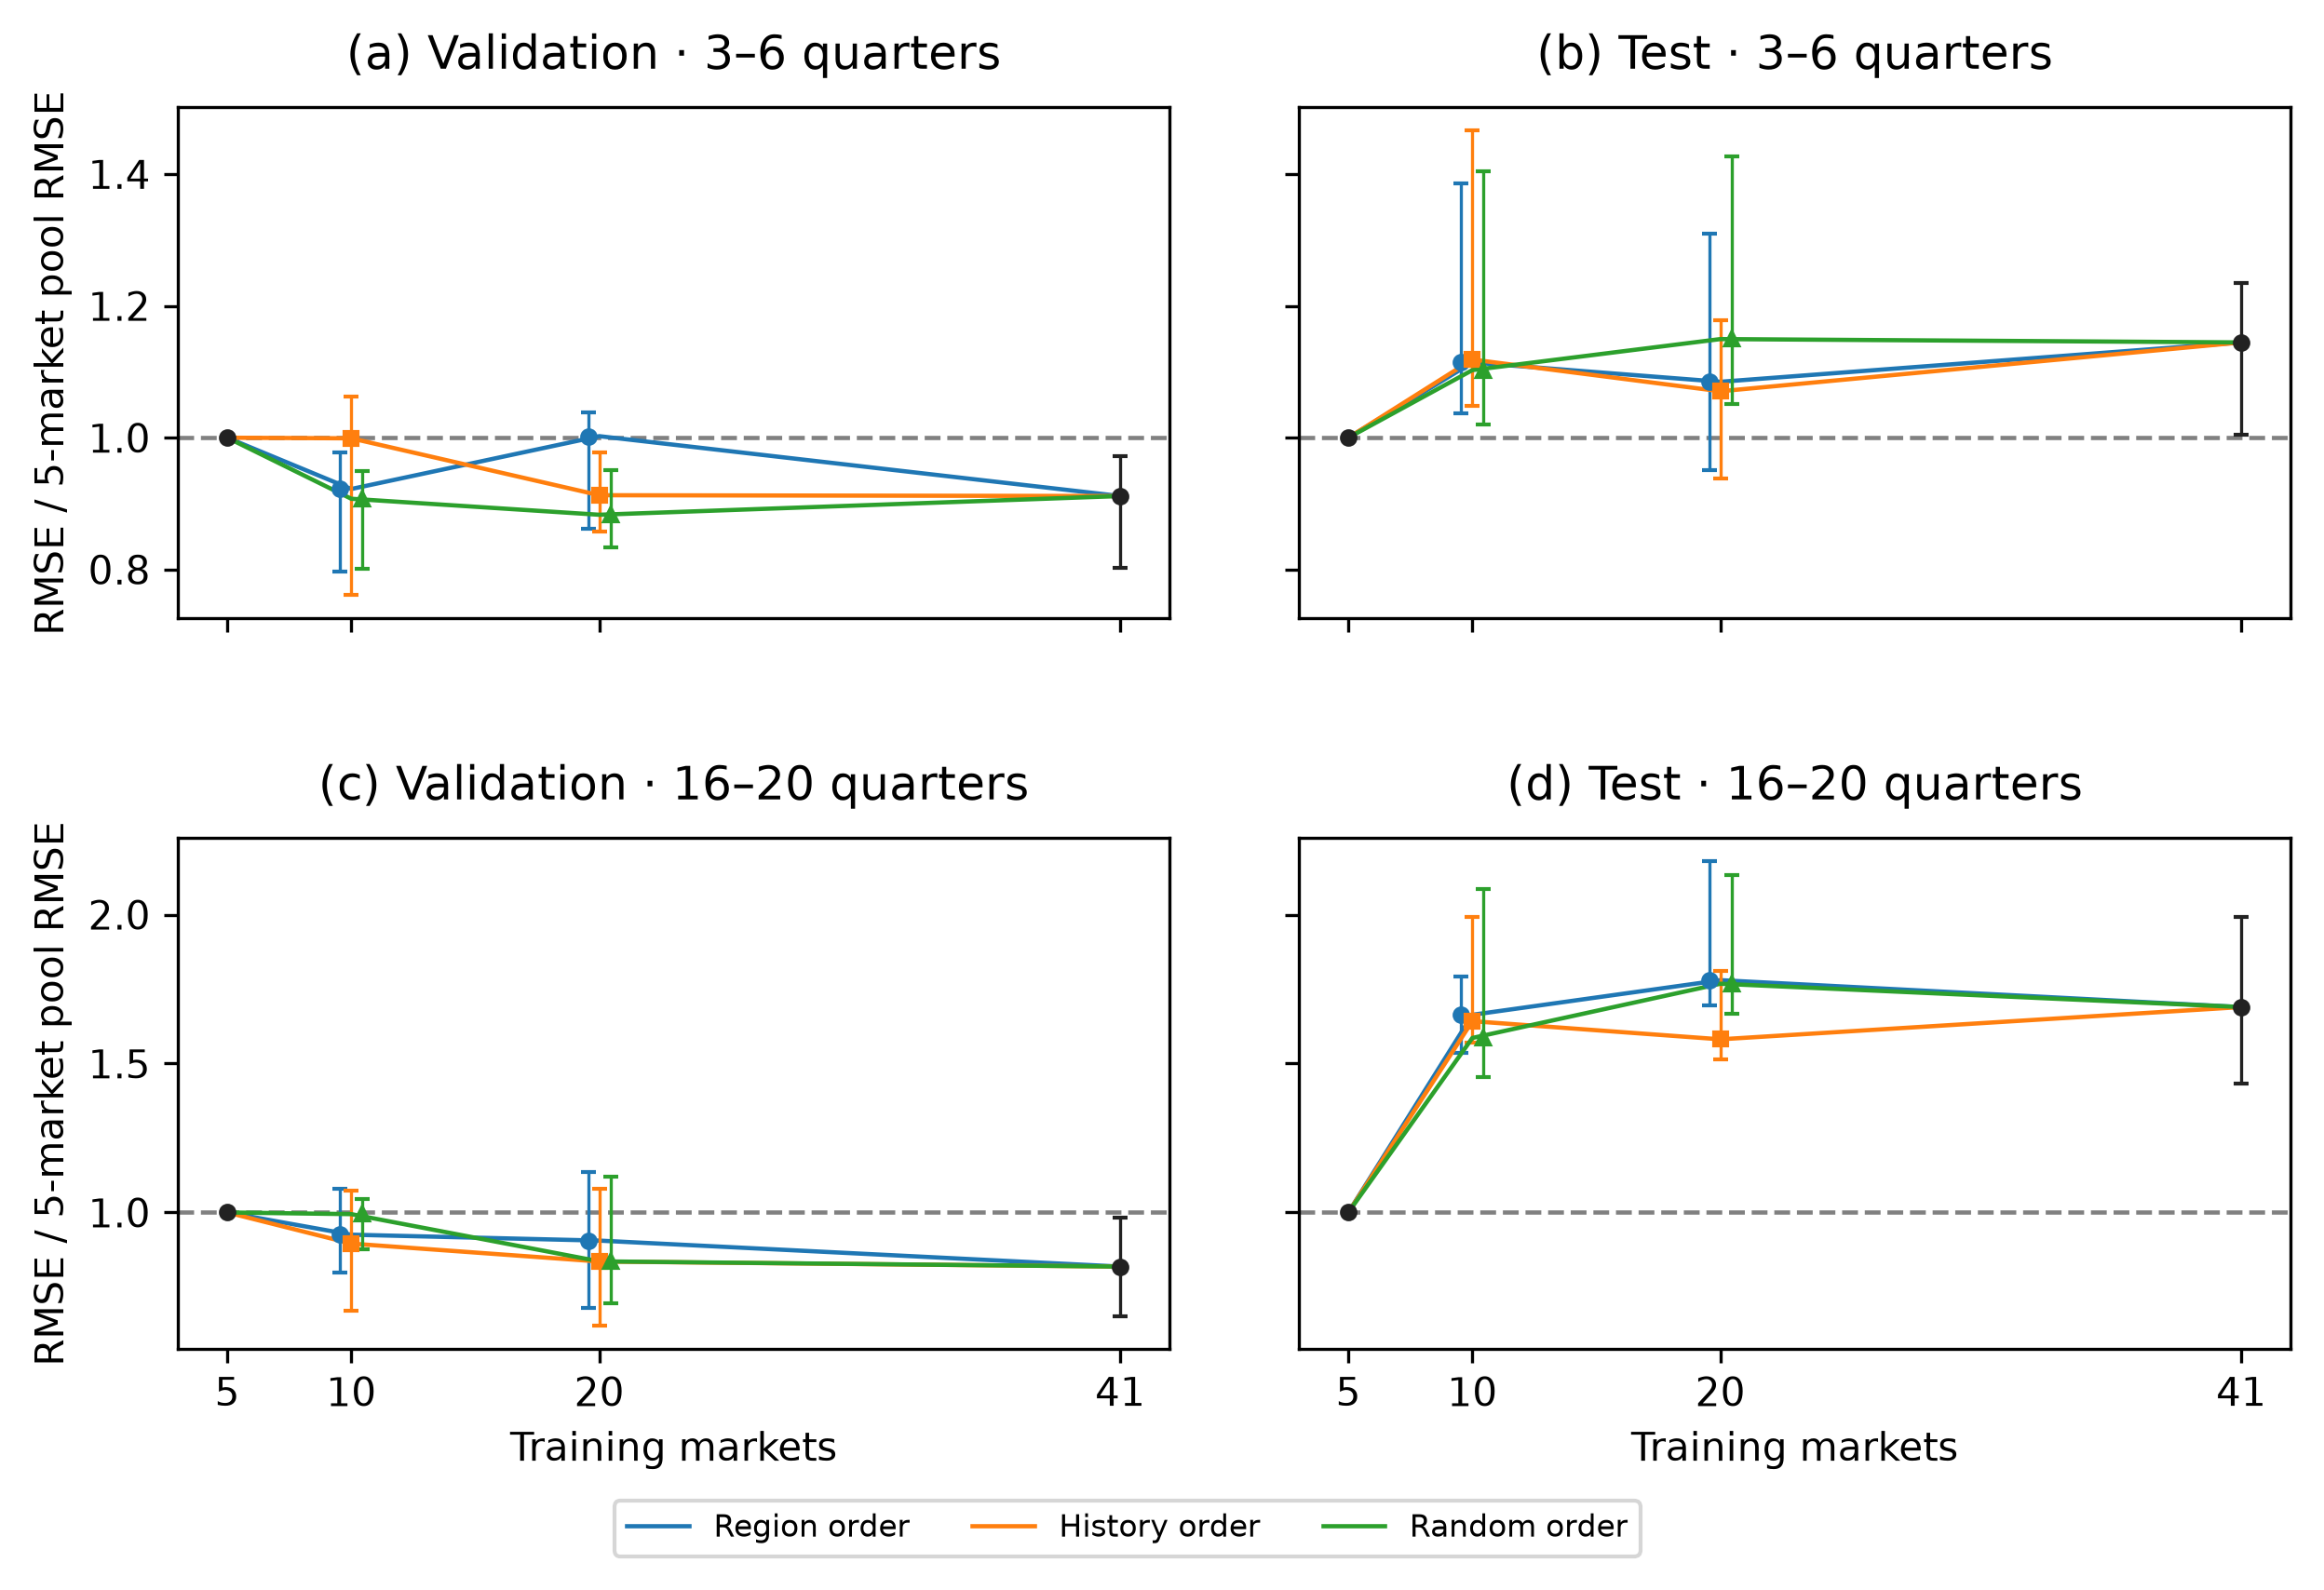 (a) Validation · 3–6 quarters
(b) Test · 3–6 quarters
RMSE / 5-market pool RMSE
1.4
1.2
1.0
0.8
(c) Validation · 16–20 quarters
(d) Test · 16–20 quarters
RMSE / 5-market pool RMSE
2.0
1.5
1.0
5 10 20 41
5 10 20 41
Training markets
Training markets
Region order
History order
Random order